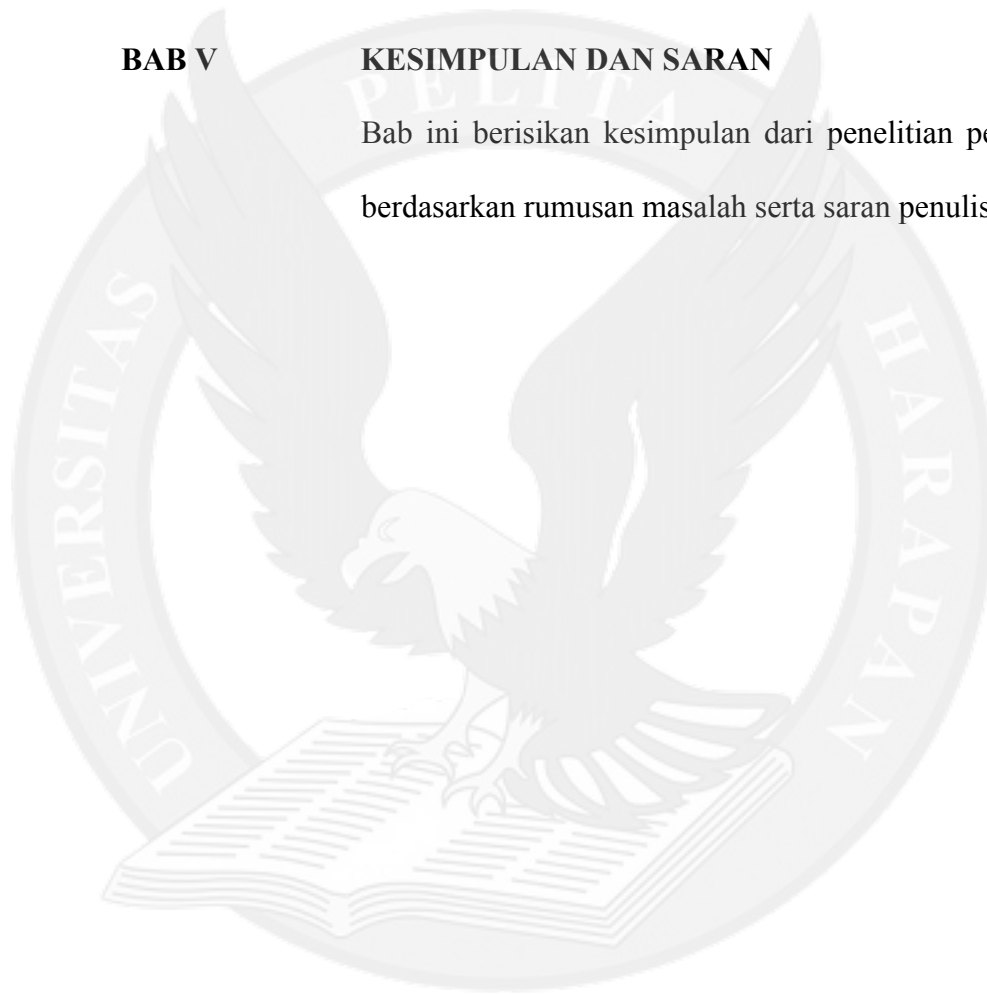 BAB V KESIMPULAN DAN SARAN
PELITA
Bab ini berisikan kesimpulan dari penelitian
berdasarkan rumusan masalah serta saran penulis
UNIVERSITAS
HARAPAN